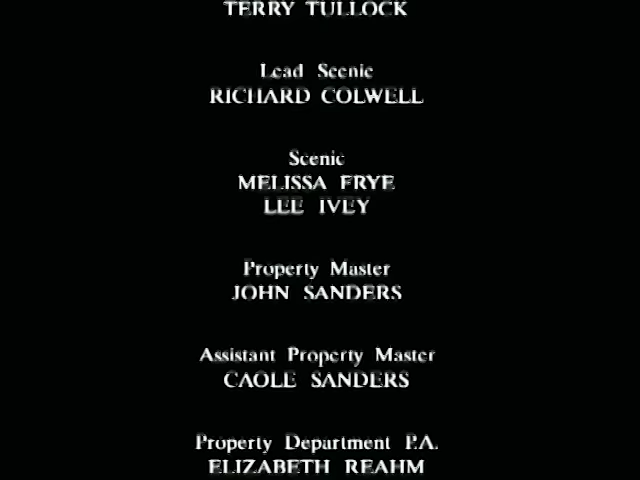 TERRY TULLOCK
Lead Scenic
RICHARD COLWELL
Scenic
MELISSA FRYE
LEE IVEY
Property Master
JOHN SANDERS
Assistant Property Master
CAOLE SANDERS
Property Department P.A.
ELIZABETH REAHM